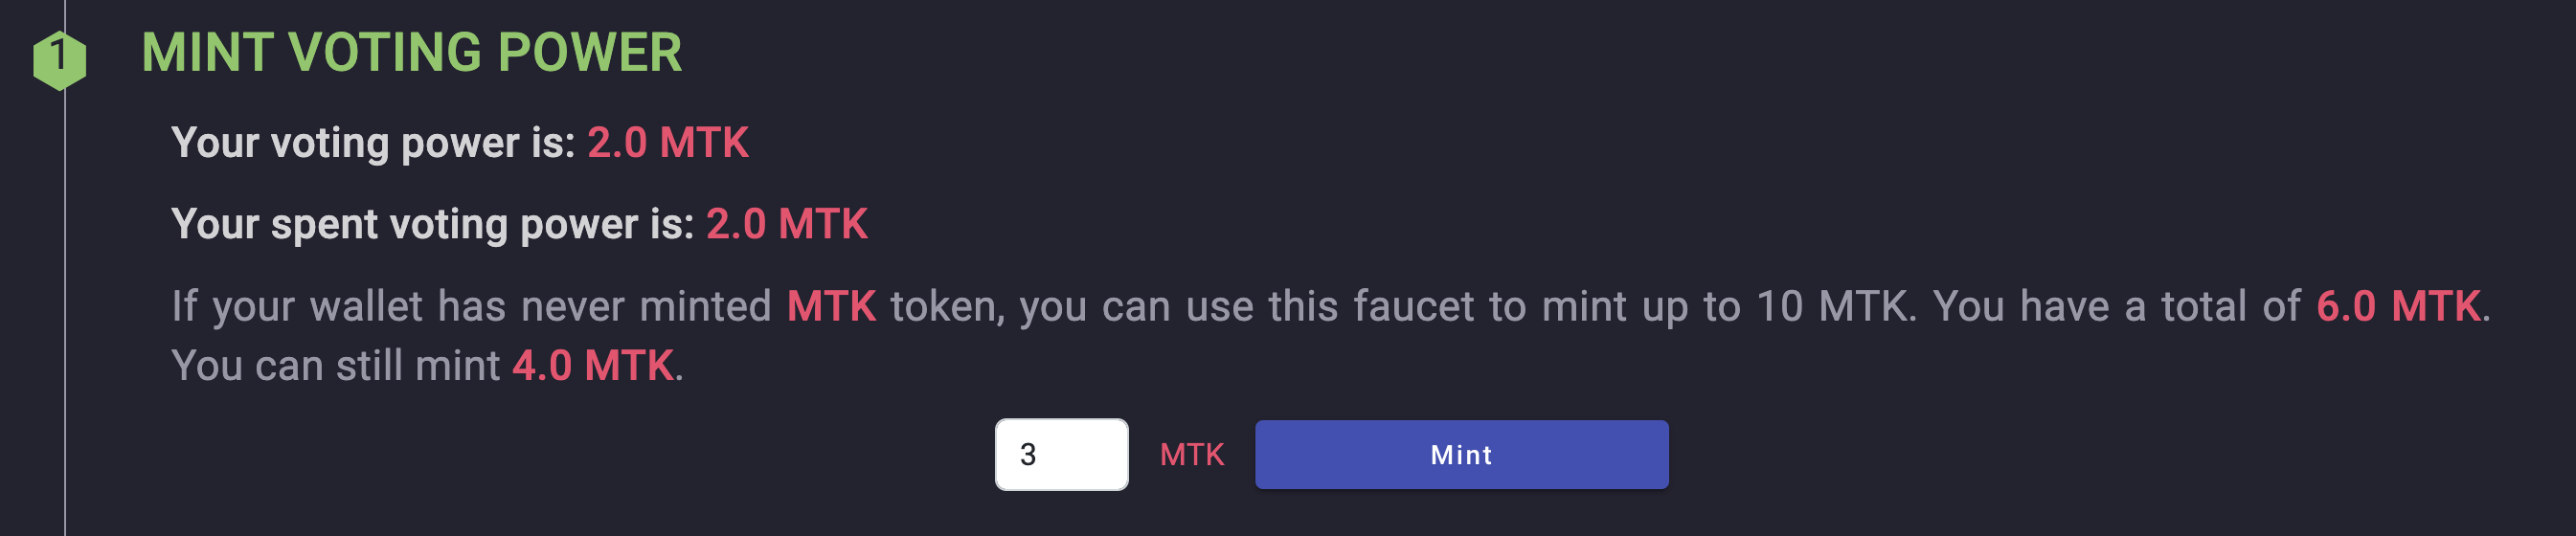 1
MINT VOTING POWER
Your voting power is: 2.0 MTK
Your spent voting power is: 2.0 MTK
If your wallet has never minted MTK token, you can use this faucet to mint up to 10 MTK. You have a total of 6.0 MTK.
You can still mint 4.0 MTK.
3 MTK Mint